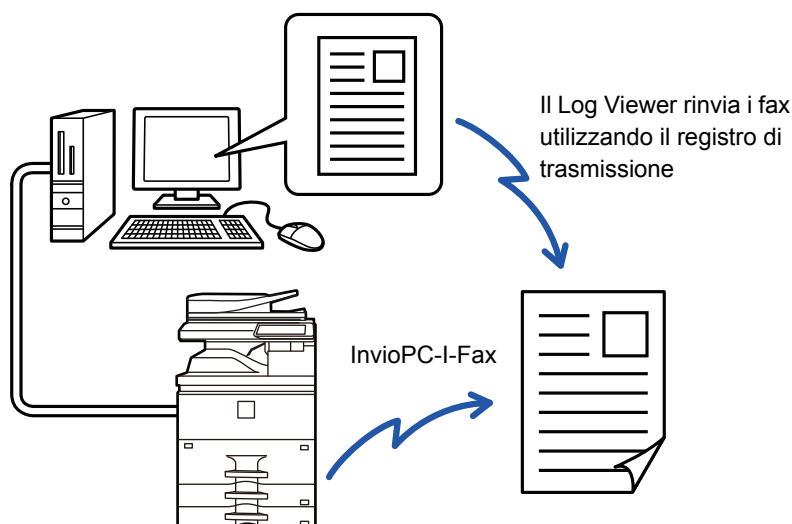 Il Log Viewer rinvia i fax
utilizzando il registro di
trasmissione
InvioPC-I-Fax